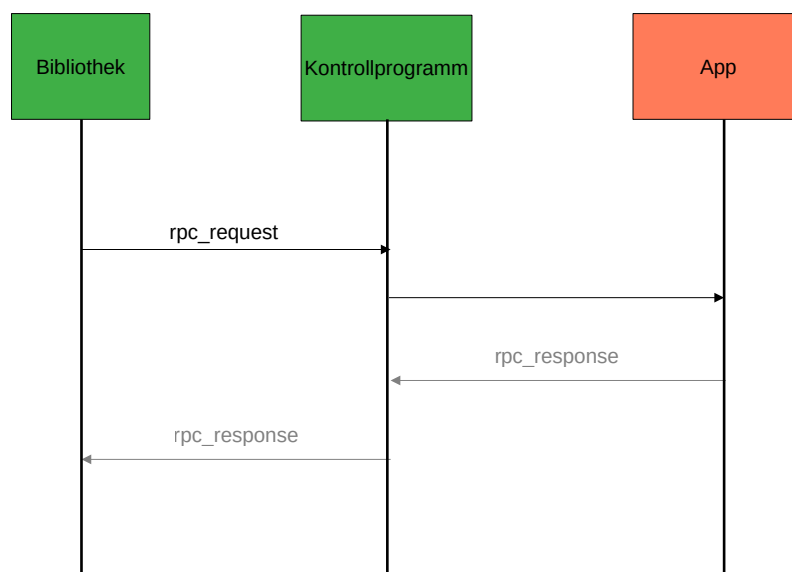 Bibliothek
Kontrollprogramm
App
rpc_request
rpc_response
rpc_response